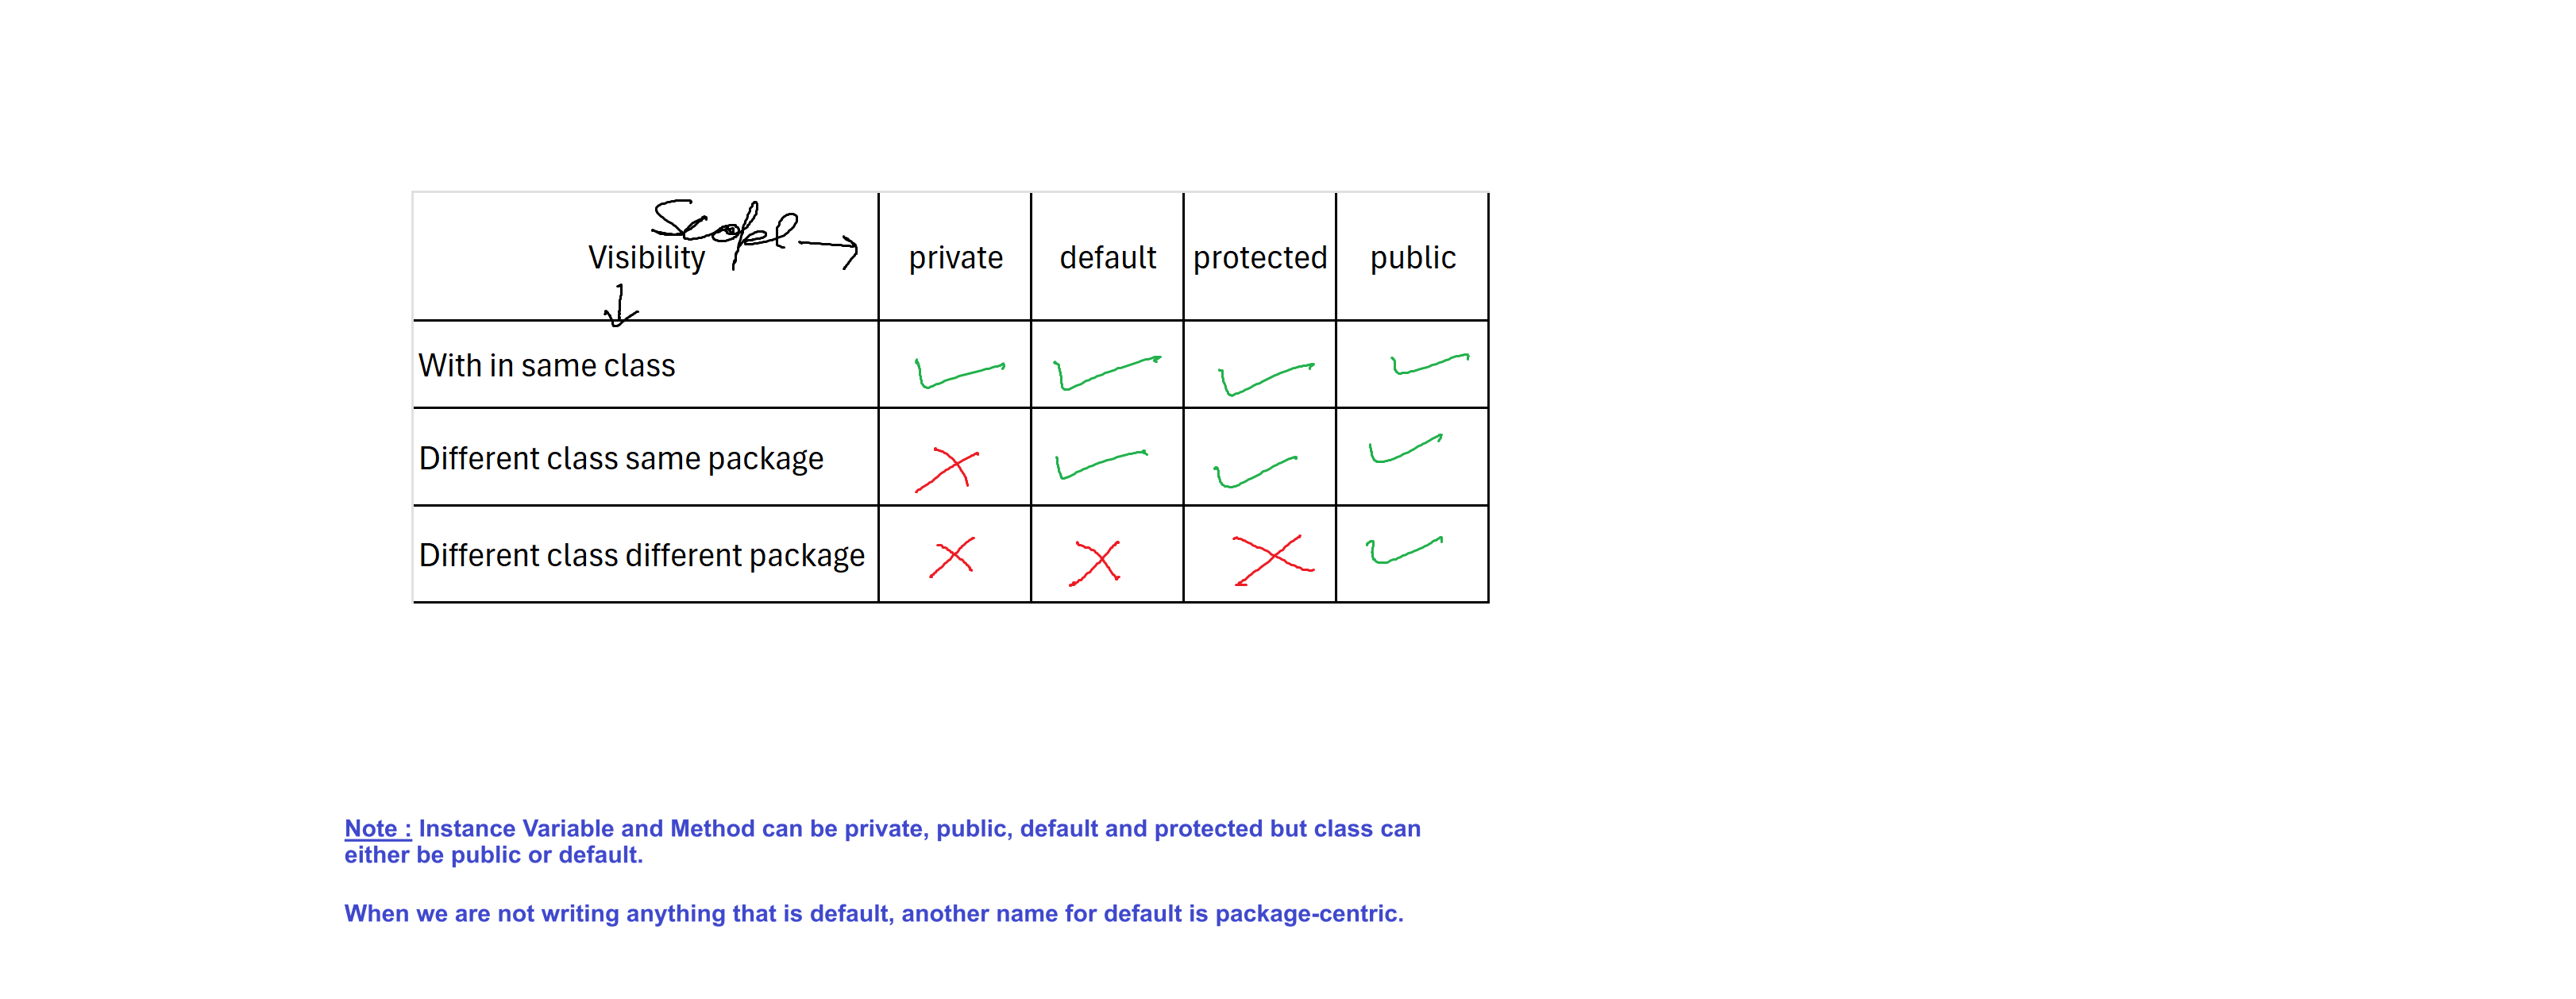 Scope
Visibility private default protected public
With in same class
Different class same package
Different class different package
Note : Instance Variable and Method can be private, public, default and protected but class can
either be public or default.
When we are not writing anything that is default, another name for default is package-centric.